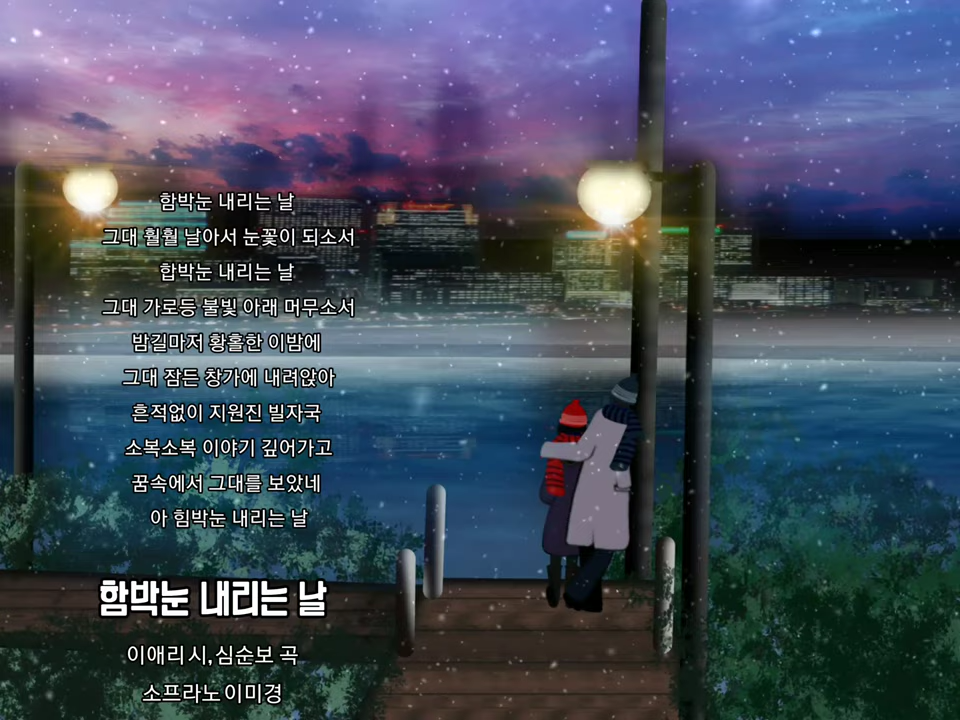 함박눈 내리는 날
그대 훨훨 날아서 눈꽃이 되소서
합박눈 내리는 날
그대 가로등 불빛 아래 머무소서
밤길마저 황홀한 이밤에
그대 잠든 창가에 내려앉아
흔적없이 지워진 빌자국
소복소복 이야기 깊어가고
꿈속에서 그대를 보았네
아 힘박눈 내리는 날
함박눈 내리는 날
이애리 시, 심순보 곡
소프라노 이미경